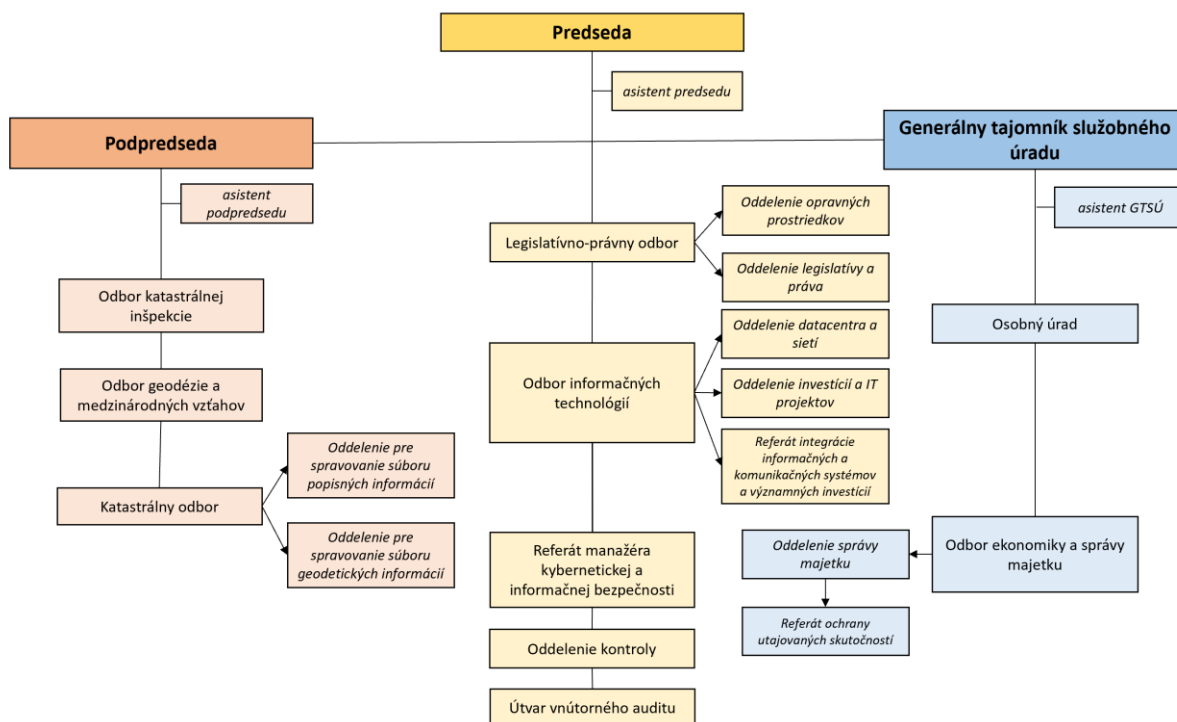 Predseda
asistent predsedu
Podpredseda
Generálny tajomník služobného
úradu
asistent
podpredsedu
Oddelenie opravných
prostriedkov
asistent GTSÚ
Legislatívno-právny odbor
Oddelenie legislatívy a
práva
Odbor katastrálnej
inšpekcie
Osobný úrad
Oddelenie datacentra a
sietí
Odbor geodézie a
medzinárodných vzťahov
Odbor informačných
technológií
Oddelenie investícií a IT
projektov
Referát integrácie
informačných a
komunikačných systémov
a významných investícií
Oddelenie pre
spravovanie súboru
popisných informácií
Katastrálny odbor
Oddelenie pre
spravovanie súboru
geodetických informácií
Referát manažéra
kybernetickej a
informačnej bezpečnosti
Oddelenie správy
majetku
Odbor ekonomiky a správy
majetku
Referát ochrany
utajovaných skutočností
Oddelenie kontroly
Útvar vnútorného auditu